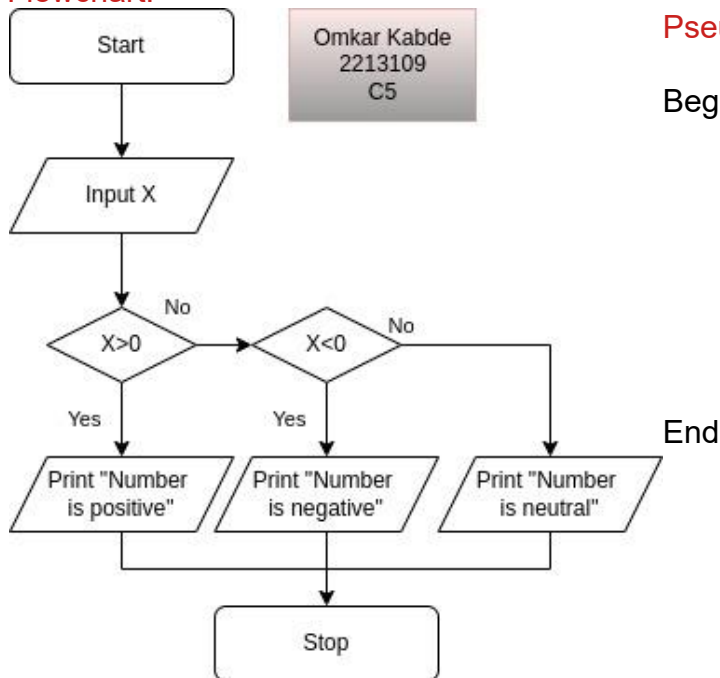 Start
Omkar Kabde
2213109
C5
Beg
Input X
No
X>0
X<0
No
Yes
Yes
End
Print "Number
is positive"
Print "Number
is negative"
Print "Number
is neutral"
Stop